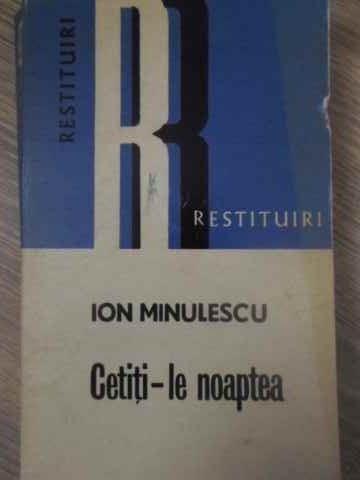 RESTITUIRI
R
RESTITUIRI
ION MINULESCU
Cetiți-le noaptea